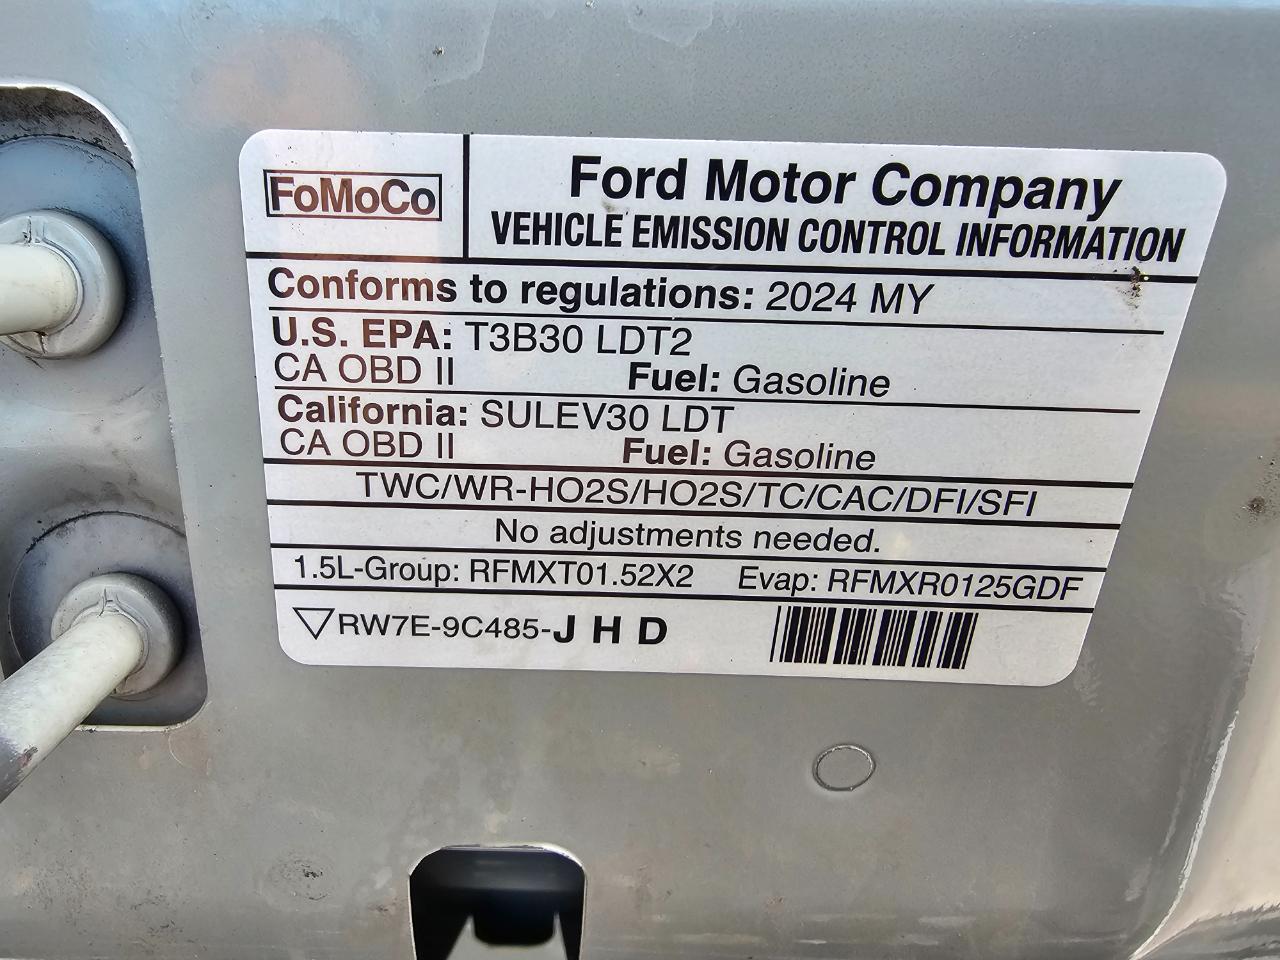 FoMoCo
Ford Motor Company
VEHICLE EMISSION CONTROL INFORMATION
Conforms to regulations: 2024 MY
U.S. EPA: T3B30 LDT2
CA OBD II Fuel: Gasoline
California: SULEV30 LDT
CA OBD II Fuel: Gasoline
TWC/WR-HO2S/HO2S/TC/CAC/DFI/SFI
No adjustments needed.
1.5L-Group: RFMXT01.52X2 Evap: RFMXR0125GDF
RW7E-9C485-JHD